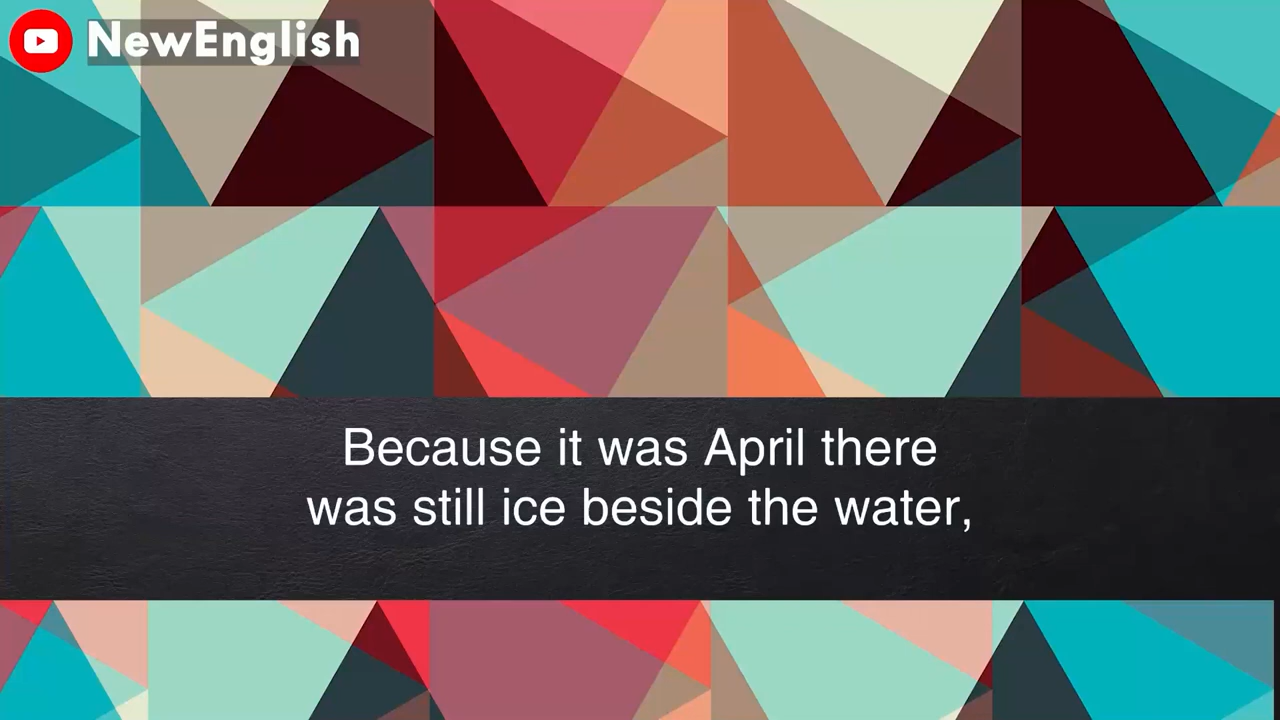 NewEnglish
Because it was April there
was still ice beside the water,